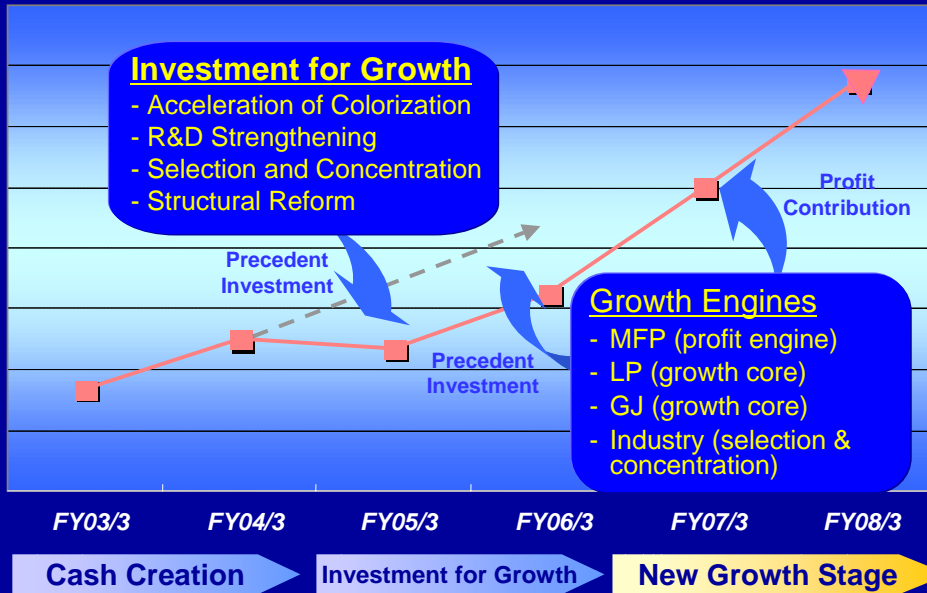 Investment for Growth
- Acceleration of Colorization
- R&D Strengthening
- Selection and Concentration
- Structural Reform
Precedent
Investment
Profit
Contribution
Precedent
Investment
Growth Engines
- MFP (profit engine)
- LP (growth core)
- GJ (growth core)
- Industry (selection &
concentration)
FY03/3 FY04/3 FY05/3 FY06/3 FY07/3 FY08/3
Cash Creation Investment for Growth New Growth Stage